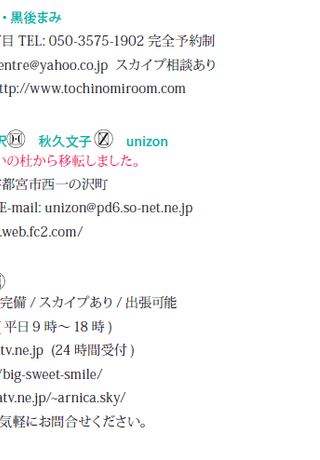 ・黒後まみ
目 TEL: 050-3575-1902 完全予約制
entre@yahoo.co.jp スカイプ相談あり
ttp://www.tochinomiroom.com
沢 H 秋久文子 Z unizon
いの杜から移転しました。
宇都宮市西一の沢町
E-mail: unizon@pd6.so-net.ne.jp
.web.fc2.com/
完備 / スカイプあり / 出張可能
( 平日 9 時〜 18 時 )
atv.ne.jp (24 時間受付 )
/big-sweet-smile/
atv.ne.jp/~arnica.sky/
気軽にお問合せください。